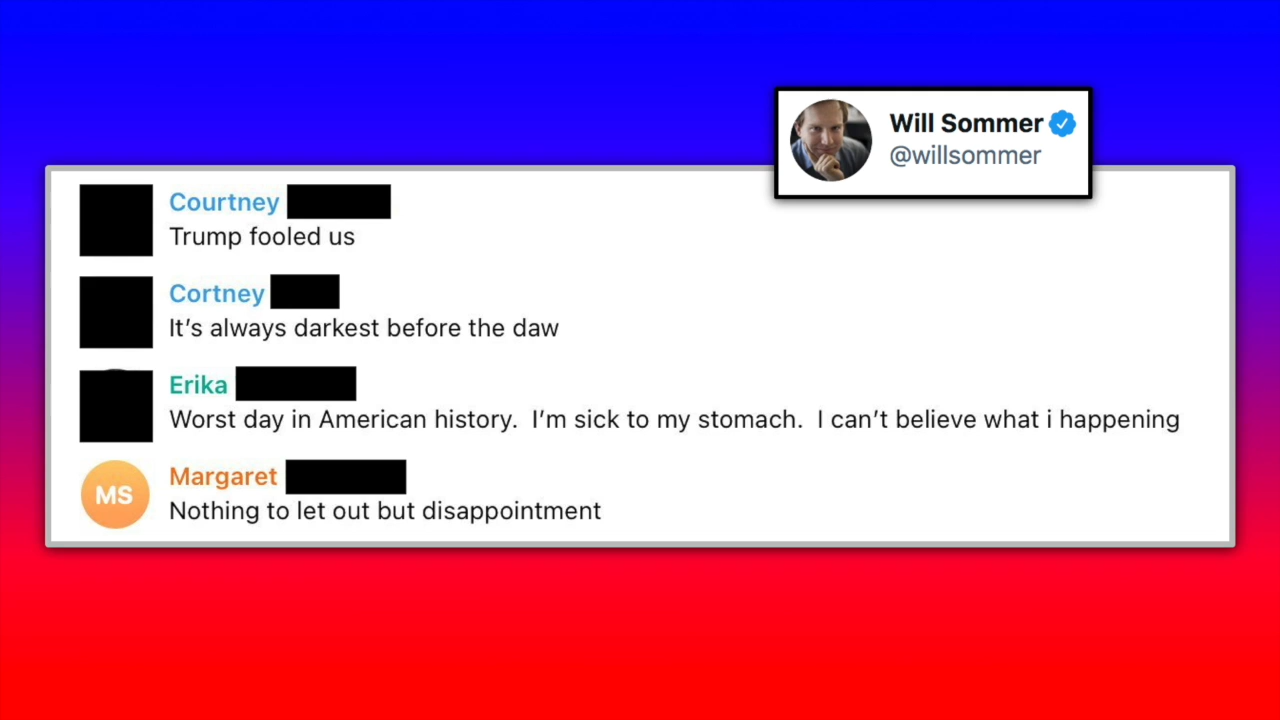 Will Sommer
@willsommer
Courtney
Trump fooled us
Cortney
It’s always darkest before the daw
Erika
Worst day in American history.  I’m sick to my stomach.  I can’t believe what i happening
MS
Margaret
Nothing to let out but disappointment